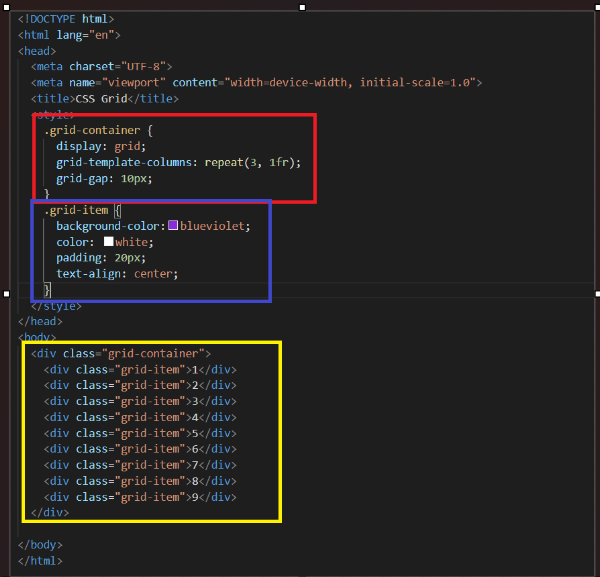 <!DOCTYPE html>
<html lang="en">
<head>
<meta charset="UTF-8">
<meta name="viewport" content="width=device-width, initial-scale=1.0">
<title>CSS Grid</title>
<style>
.grid-container {
display: grid;
grid-template-columns: repeat(3, 1fr);
grid-gap: 10px;
}
.grid-item {
background-color: blueviolet;
color: white;
padding: 20px;
text-align: center;
}
</style>
</head>
<body>
<div class="grid-container">
<div class="grid-item">1</div>
<div class="grid-item">2</div>
<div class="grid-item">3</div>
<div class="grid-item">4</div>
<div class="grid-item">5</div>
<div class="grid-item">6</div>
<div class="grid-item">7</div>
<div class="grid-item">8</div>
<div class="grid-item">9</div>
</div>
</body>
</html>